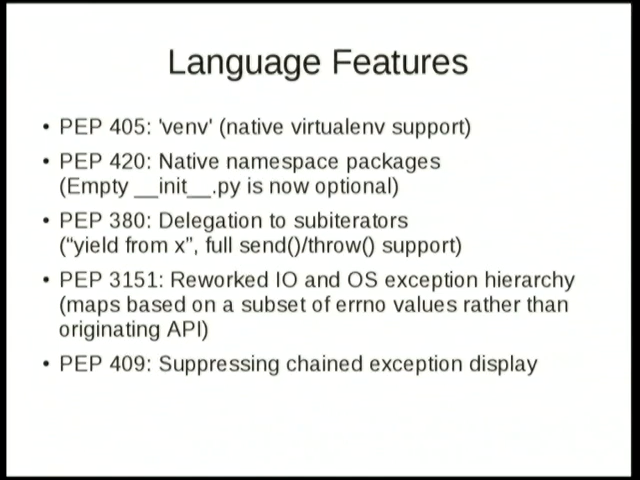 Language Features
• PEP 405: 'venv' (native virtualenv support)
• PEP 420: Native namespace packages
(Empty __init__.py is now optional)
• PEP 380: Delegation to subiterators
(“yield from x”, full send()/throw() support)
• PEP 3151: Reworked IO and OS exception hierarchy
(maps based on a subset of errno values rather than
originating API)
• PEP 409: Suppressing chained exception display